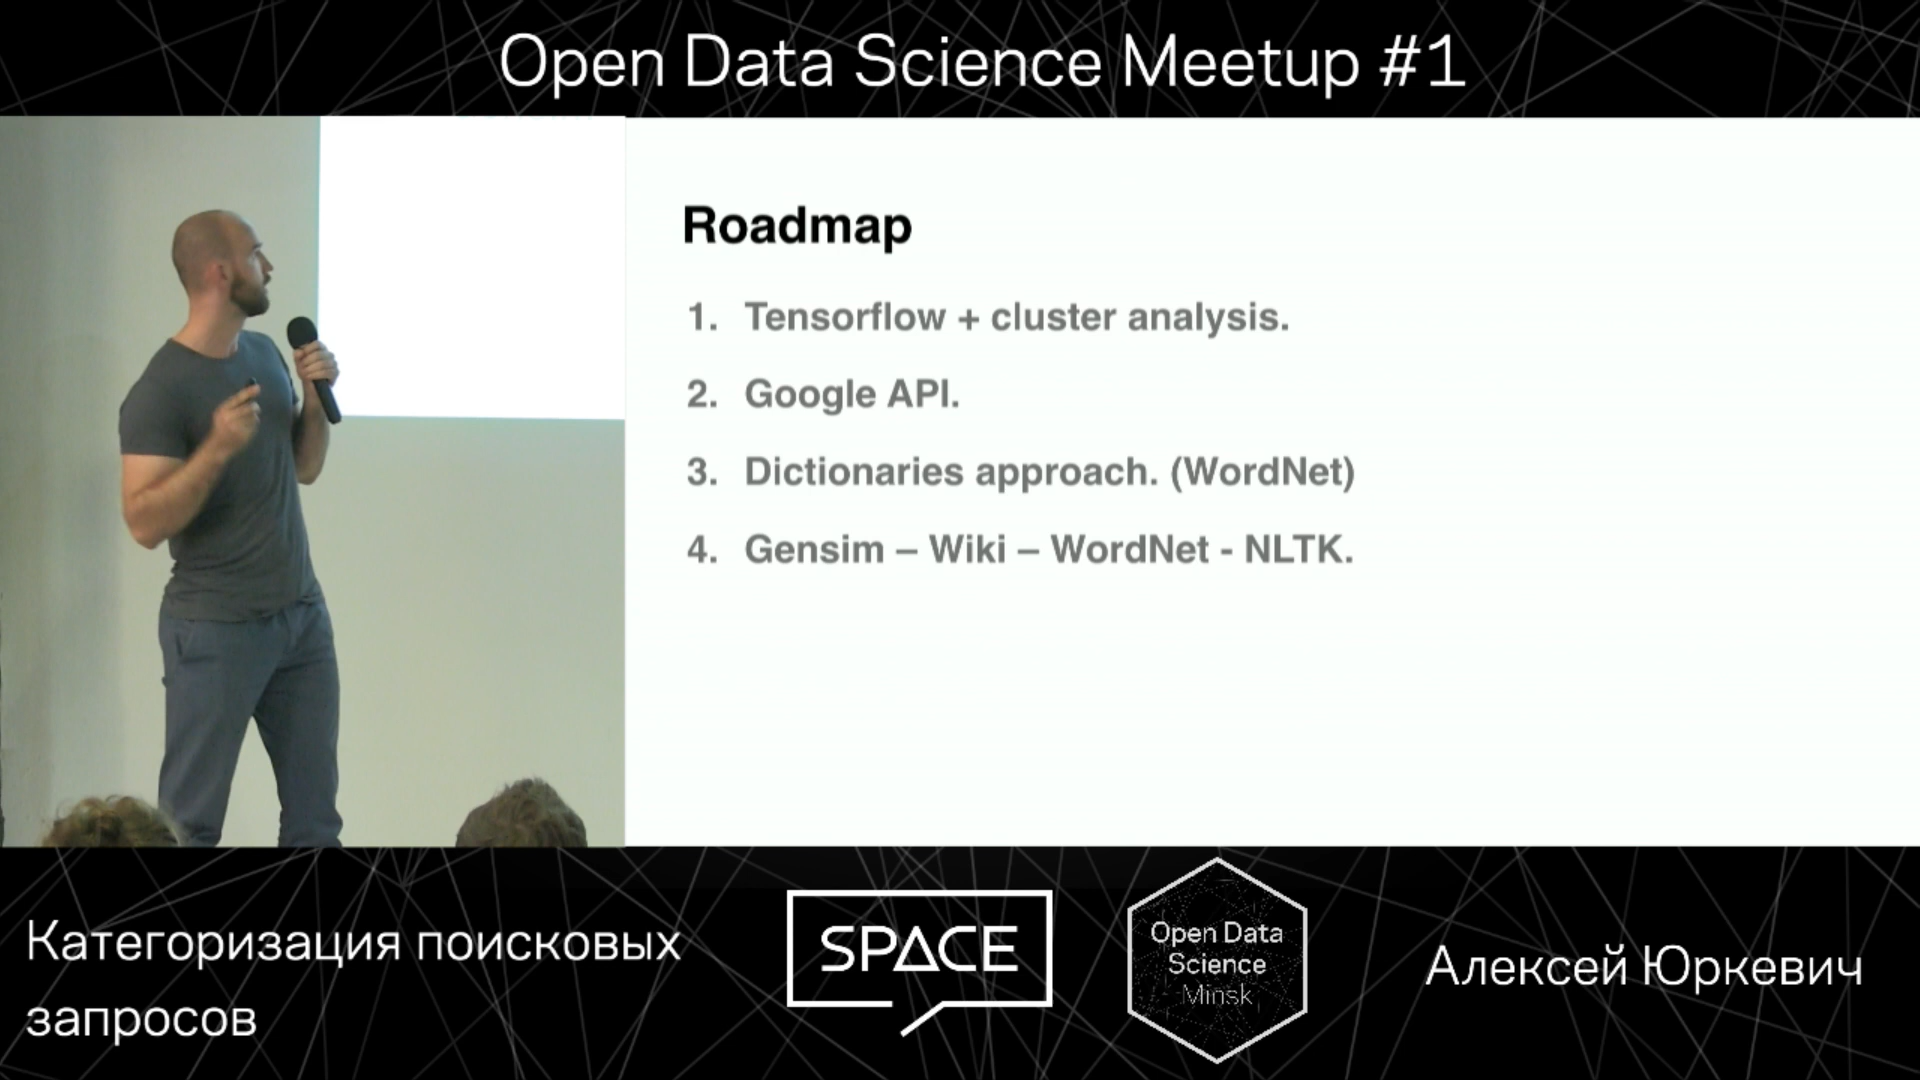 Open Data Science Meetup #1
Roadmap
1. Tensorflow + cluster analysis.
2. Google API.
3. Dictionaries approach. (WordNet)
4. Gensim – Wiki – WordNet - NLTK.
Категоризация поисковых
запросов
SPACE
Open Data
Science
Minsk
Алексей Юркевич